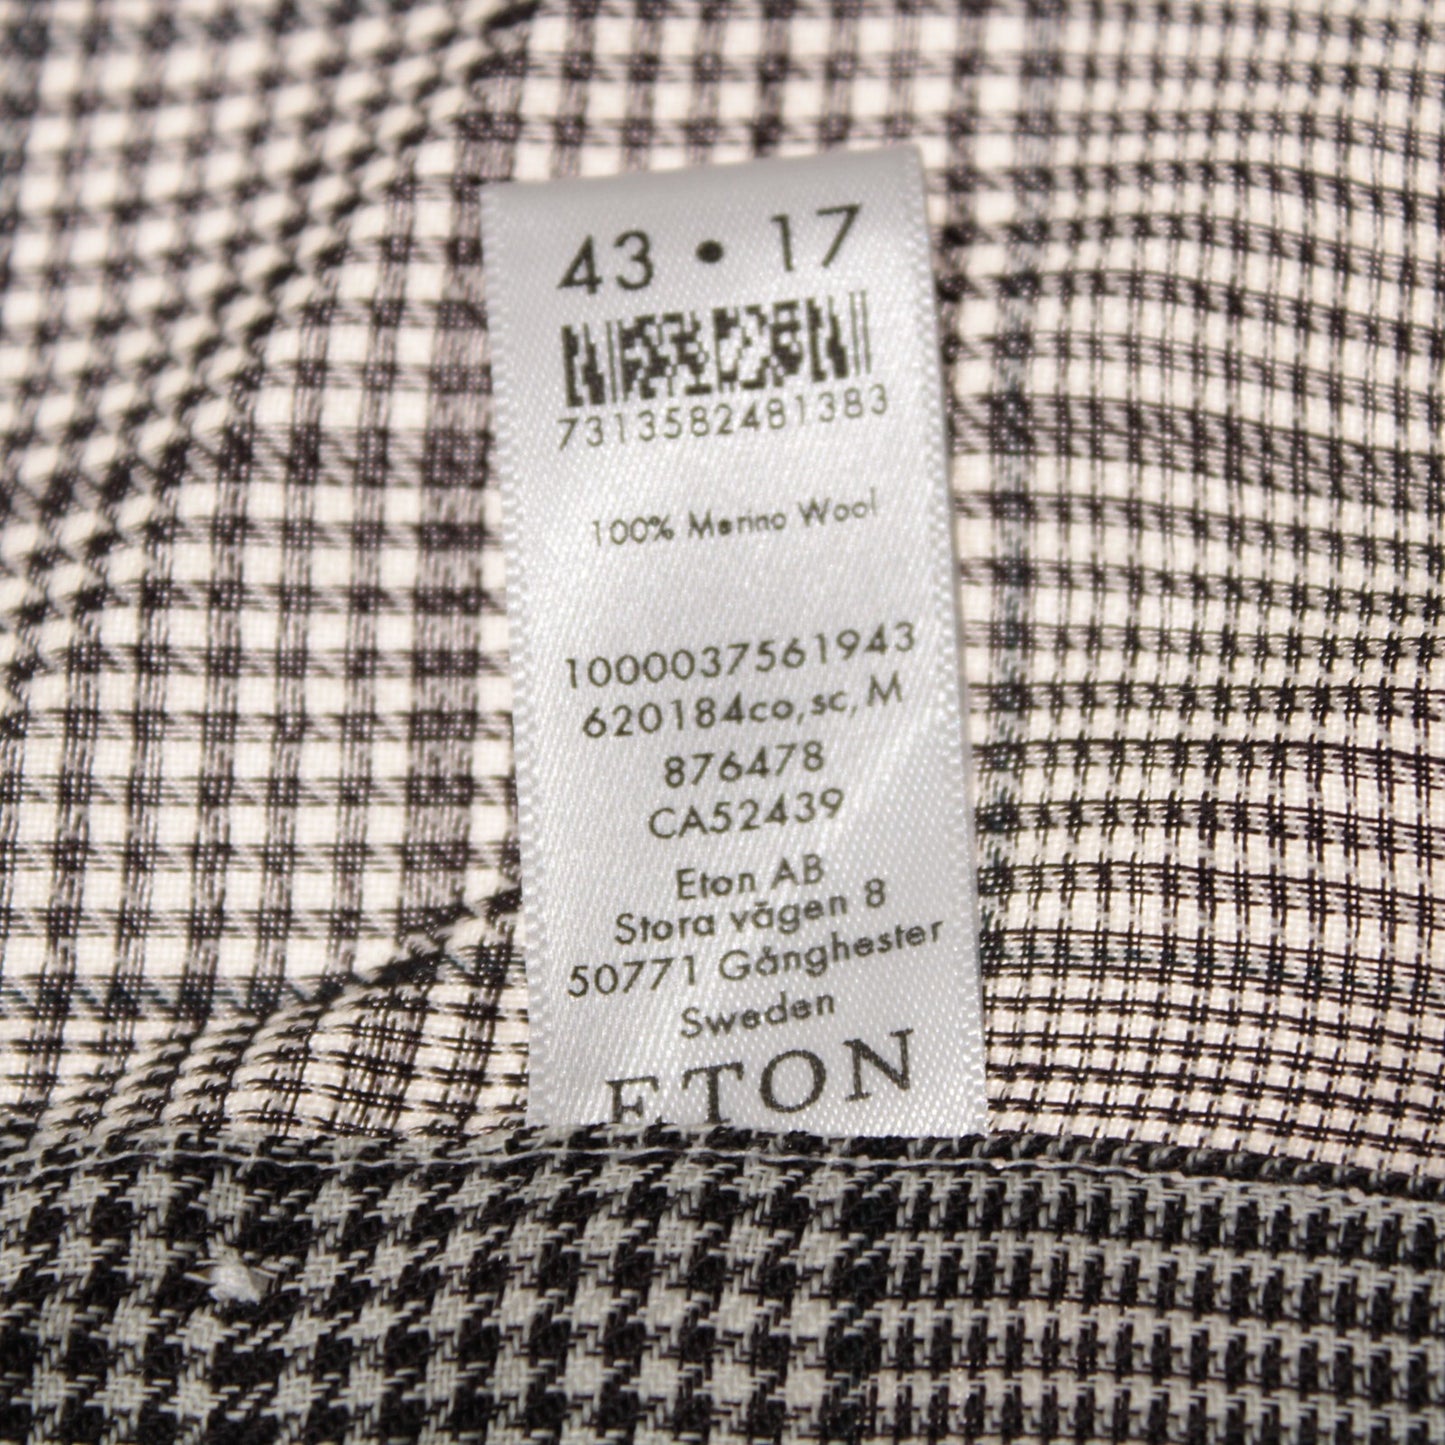 43 • 17
7313582481383
100% Merino Wool
1000037561943
620184co,sc,M
876478
CA52439
Eton AB
Stora vägen 8
50771 Gånghester
Sweden
ETON